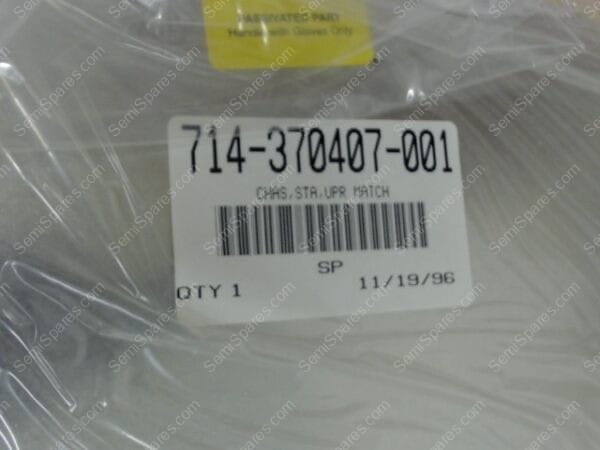 PASSIVATED PART
Handle with Gloves Only
714-370407-001
CHAS,STA,UPR MATCH
SP
QTY 1 11/19/96
SemiSpares.com